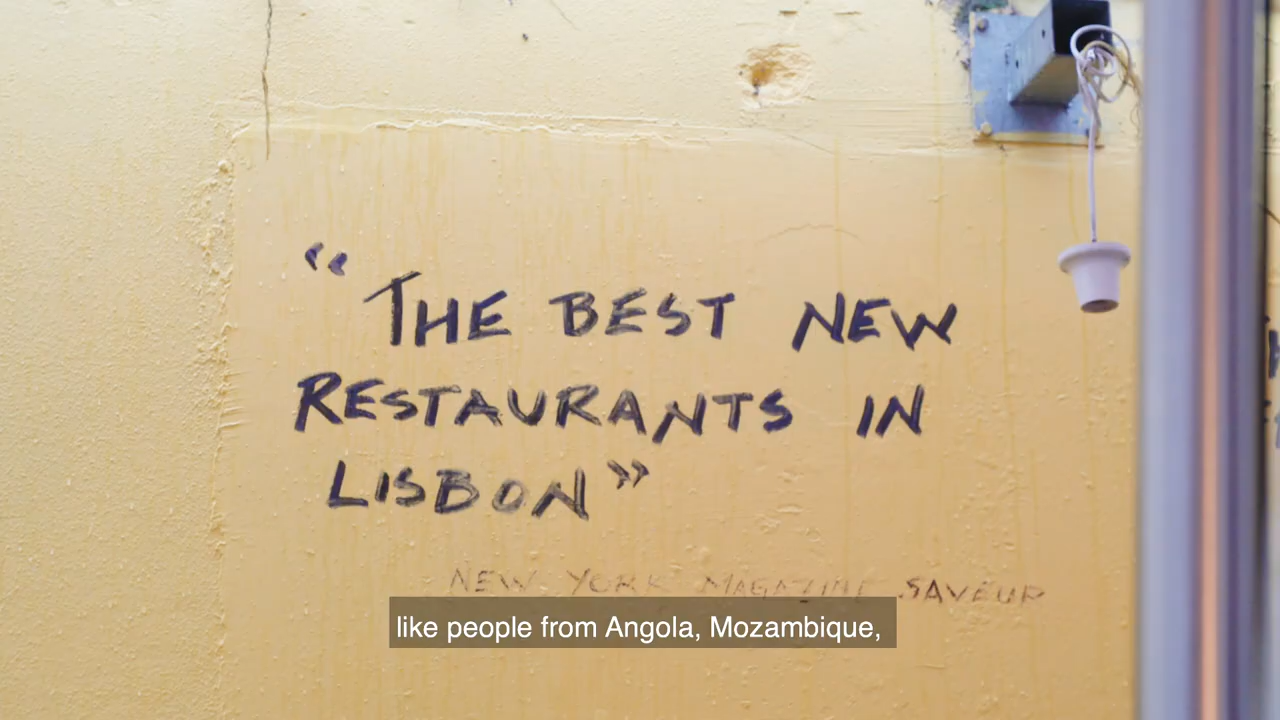 “THE BEST NEW
RESTAURANTS IN
LISBON”
NEW YORK MAGAZINE SAVEUR
like people from Angola, Mozambique,